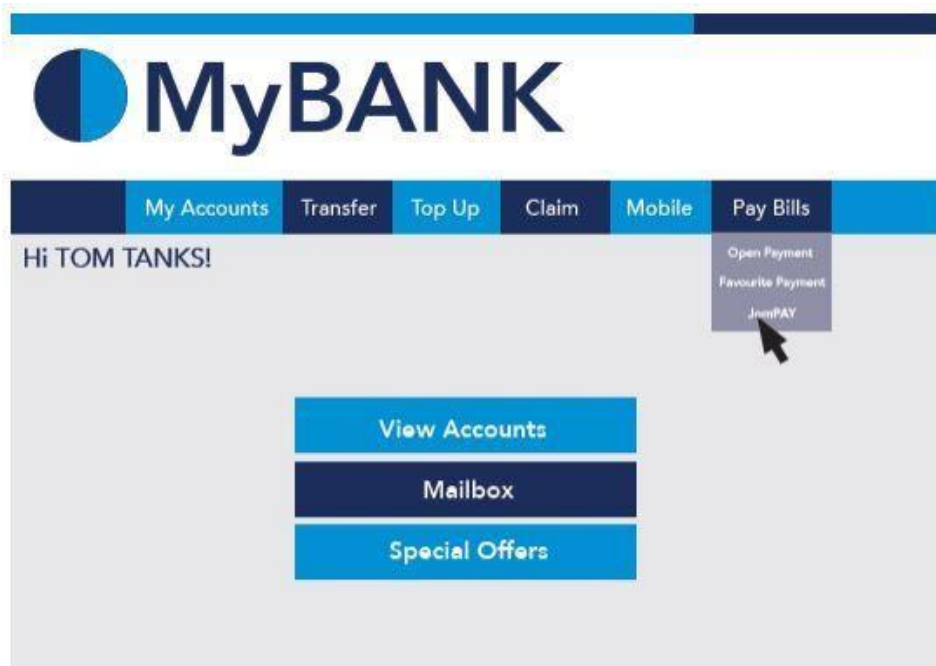 MyBANK
My Accounts Transfer Top Up Claim Mobile Pay Bills
Hi TOM TANKS!
Open Payment
Favourite Payment
JomPAY
View Accounts
Mailbox
Special Offers